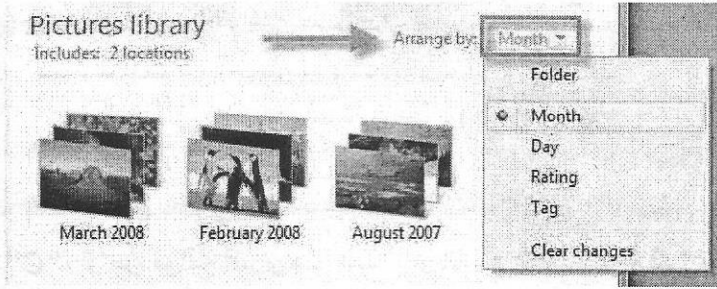 Pictures library
Includes: 2 locations
Arrange by: Month
Folder
Month
Day
Rating
Tag
Clear changes
March 2008
February 2008
August 2007